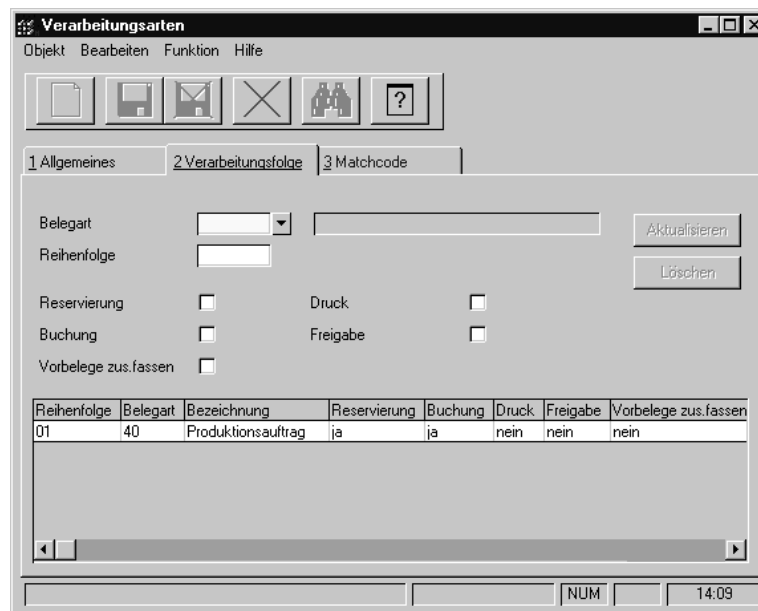 Verarbeitungsarten
Objekt Bearbeiten Funktion Hilfe
?
1 Allgemeines 2 Verarbeitungsfolge 3 Matchcode
Belegart Aktualisieren
Reihenfolge
Löschen
Reservierung Druck
Buchung Freigabe
Vorbelege zus.fassen
Reihenfolge Belegart Bezeichnung Reservierung Buchung Druck Freigabe Vorbelege zus.fassen
01 40 Produktionsauftrag ja ja nein nein nein
NUM 14:09